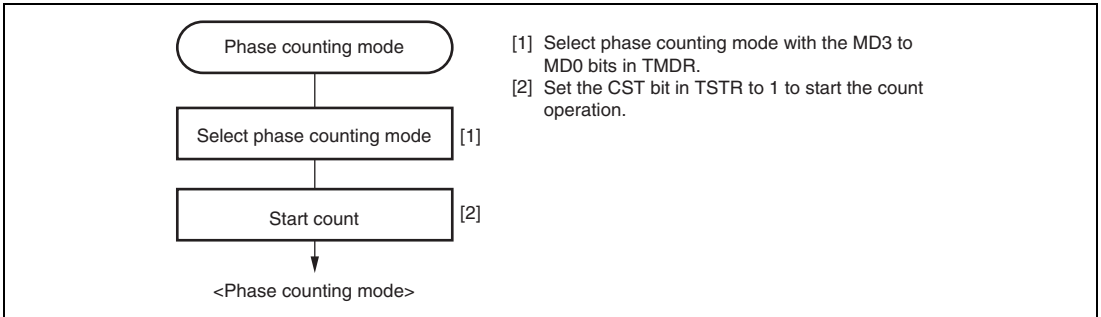 Phase counting mode
Select phase counting mode
[1]
Start count
[2]
<Phase counting mode>
[1] Select phase counting mode with the MD3 to
MD0 bits in TMDR.
[2] Set the CST bit in TSTR to 1 to start the count
operation.